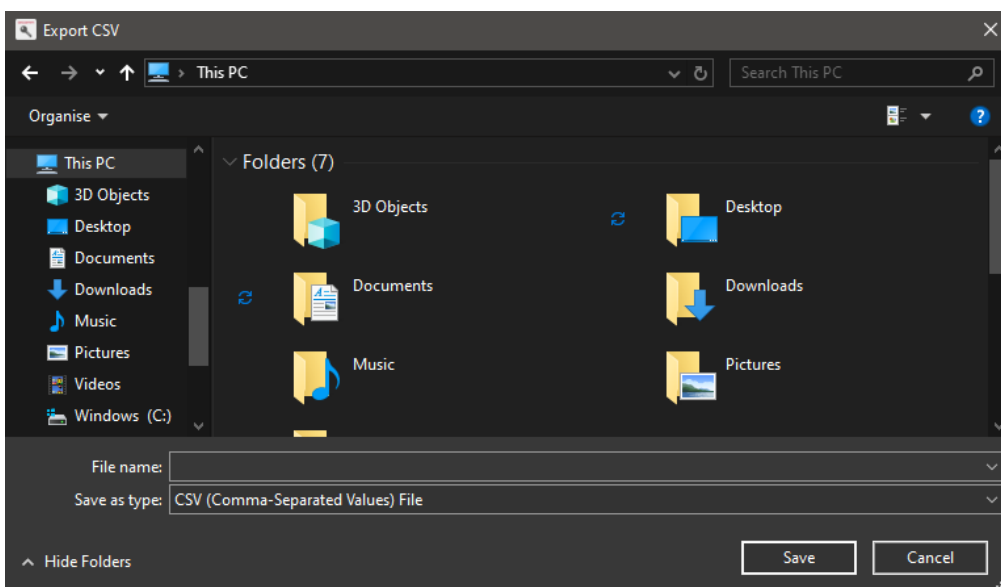 Export CSV
This PC
Search This PC
Organise
This PC
3D Objects
Desktop
Documents
Downloads
Music
Pictures
Videos
Windows (C:)
Folders (7)
3D Objects
Desktop
Documents
Downloads
Music
Pictures
File name:
Save as type: CSV (Comma-Separated Values) File
Hide Folders
Save
Cancel